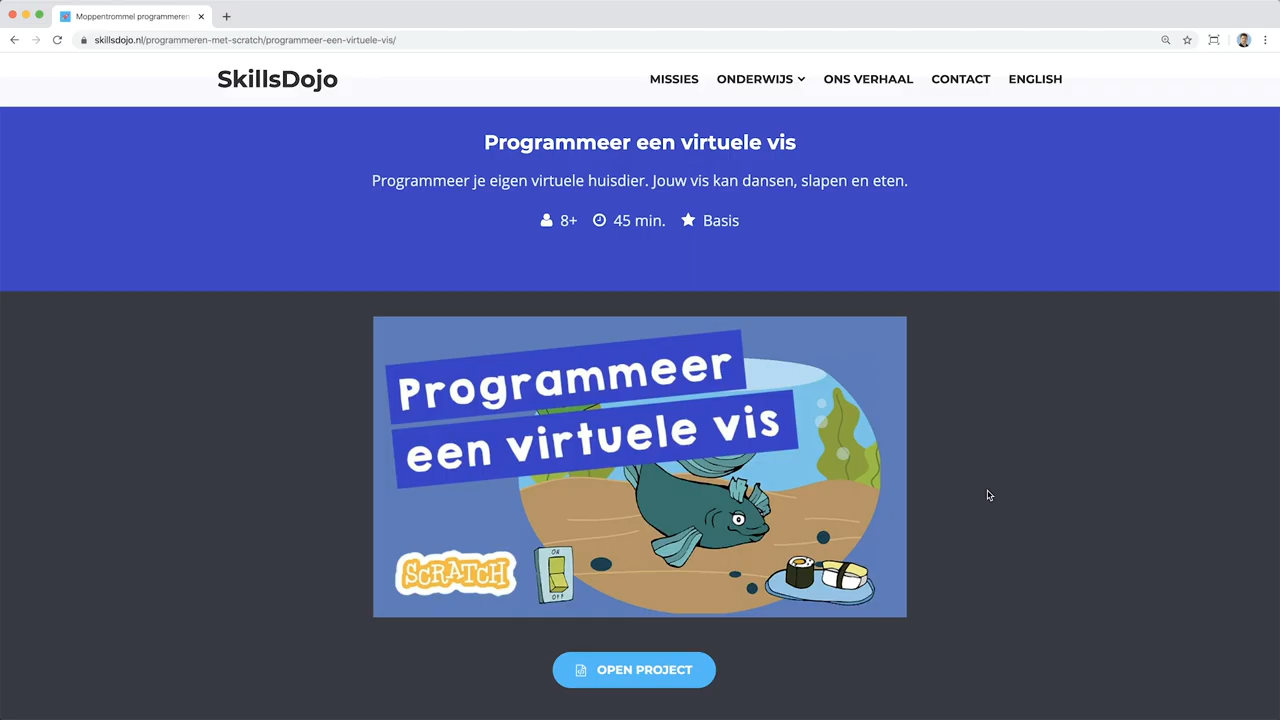 Moppentrommel programmeren
skillsdojo.nl/programmeren-met-scratch/programmeer-een-virtuele-vis/
SkillsDojo
MISSIES ONDERWIJS ONS VERHAAL CONTACT ENGLISH
Programmeer een virtuele vis
Programmeer je eigen virtuele huisdier. Jouw vis kan dansen, slapen en eten.
8+ 45 min. Basis
Programmeer
een virtuele vis
SCRATCH
ON
OFF
OPEN PROJECT